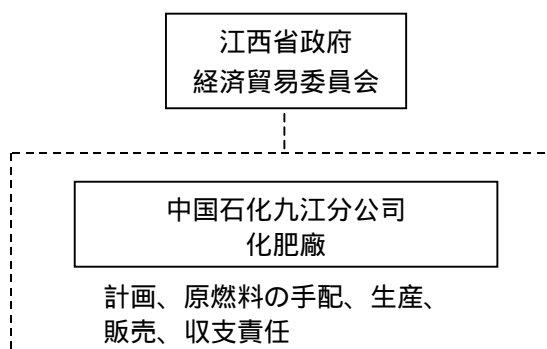 江西省政府
経済貿易委員会
中国石化九江分公司
化肥廠
計画、原燃料の手配、生産、
販売、収支責任